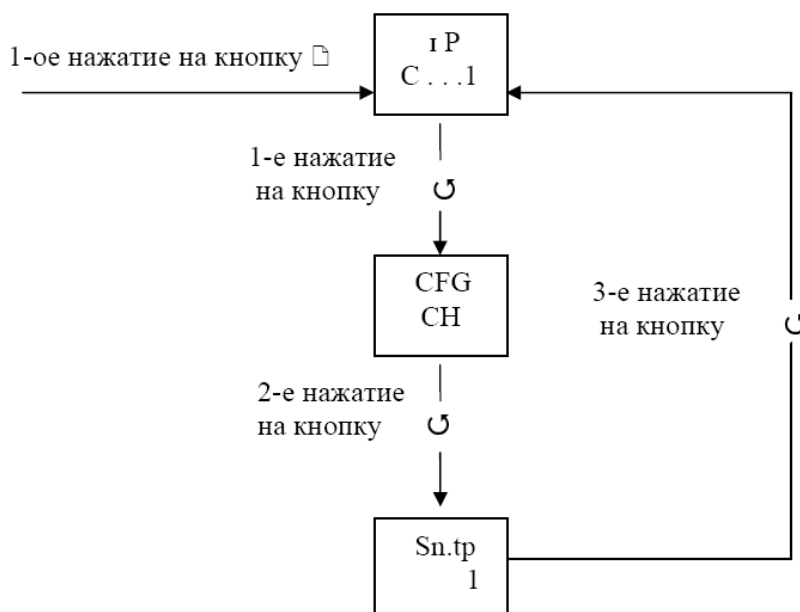 1-ое нажатие на кнопку 🗋
ı P
C . . .1
1-е нажатие
на кнопку
CFG
CH
3-е нажатие
на кнопку
2-е нажатие
на кнопку
Sn.tp
1